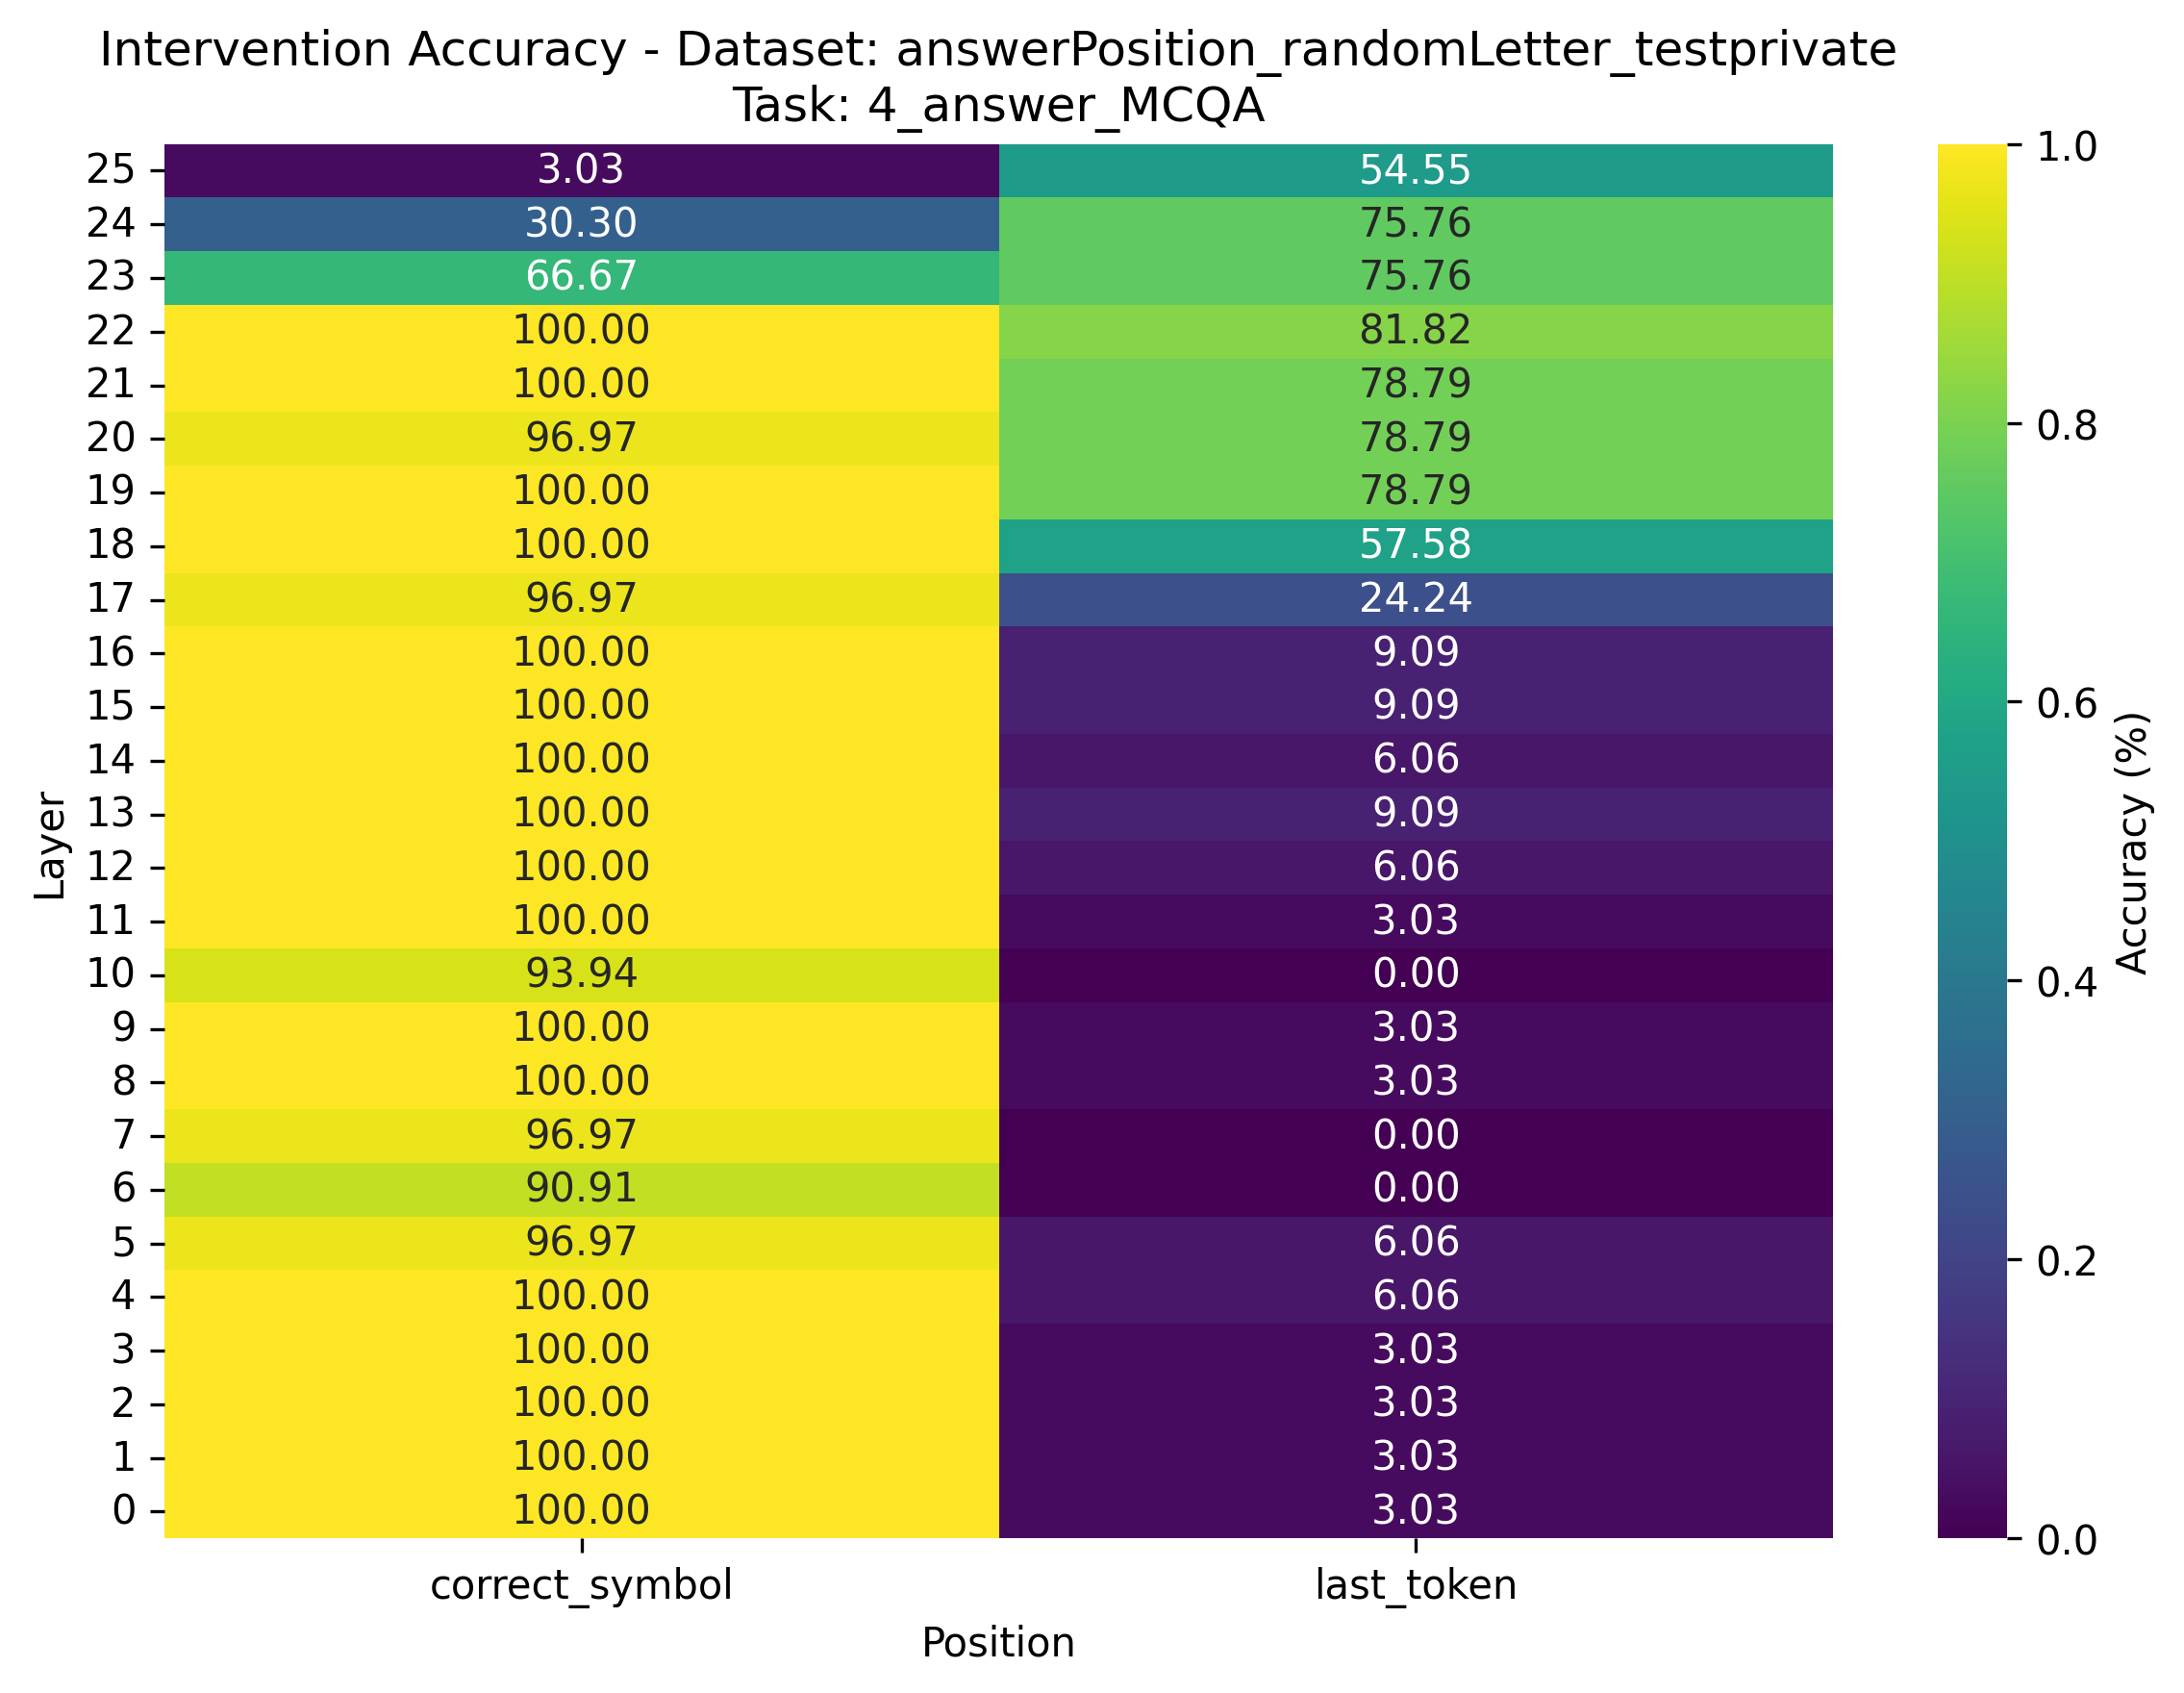 Intervention Accuracy - Dataset: answerPosition_randomLetter_testprivate
Task: 4_answer_MCQA
25 3.03 54.55
24 30.30 75.76
23 66.67 75.76
22 100.00 81.82
21 100.00 78.79
20 96.97 78.79
19 100.00 78.79
18 100.00 57.58
17 96.97 24.24
16 100.00 9.09
15 100.00 9.09
14 100.00 6.06
13 100.00 9.09
12 100.00 6.06
11 100.00 3.03
10 93.94 0.00
9 100.00 3.03
8 100.00 3.03
7 96.97 0.00
6 90.91 0.00
5 96.97 6.06
4 100.00 6.06
3 100.00 3.03
2 100.00 3.03
1 100.00 3.03
0 100.00 3.03
correct_symbol last_token
Position
Layer
1.0
0.8
0.6
0.4
0.2
0.0
Accuracy (%)